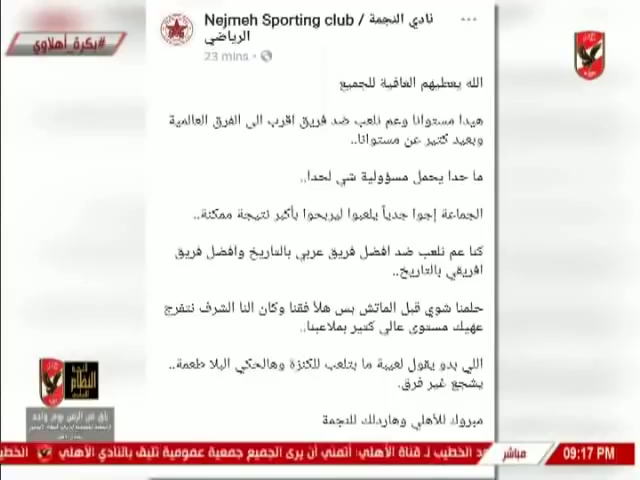 #بكرة_أهلاوي
Nejmeh Sporting club / نادي النجمة
الرياضي
23 mins
الله يعطيهم العافية للجميع
هيدا مستوانا وعم نلعب ضد فريق اقرب الى الفرق العالمية
وبعيد كتير عن مستوانا..
ما حدا يحمل مسؤولية شي لحدا..
الجماعة إجوا جدياً يلعبوا ليربحوا بأكبر نتيجة ممكنة..
كنا عم نلعب ضد افضل فريق عربي بالتاريخ وافضل فريق
افريقي بالتاريخ..
حلمنا شوي قبل الماتش بس هلأ فقنا وكان النا الشرف نتفرج
عهيك مستوى عالي كتير بملاعبنا..
اللي بدو يقول لعيبة ما بتلعب للكنزة وهالحكي البلا طعمة..
يشجع غير فرق.
مبروك للأهلي وهاردلك للنجمة
النظام
مباشر
ـد الخطيب لـ قناة الأهلي: أتمنى أن يرى الجميع جمعية عمومية تليق بالنادي الأهلي
الخطيب
09:17 PM